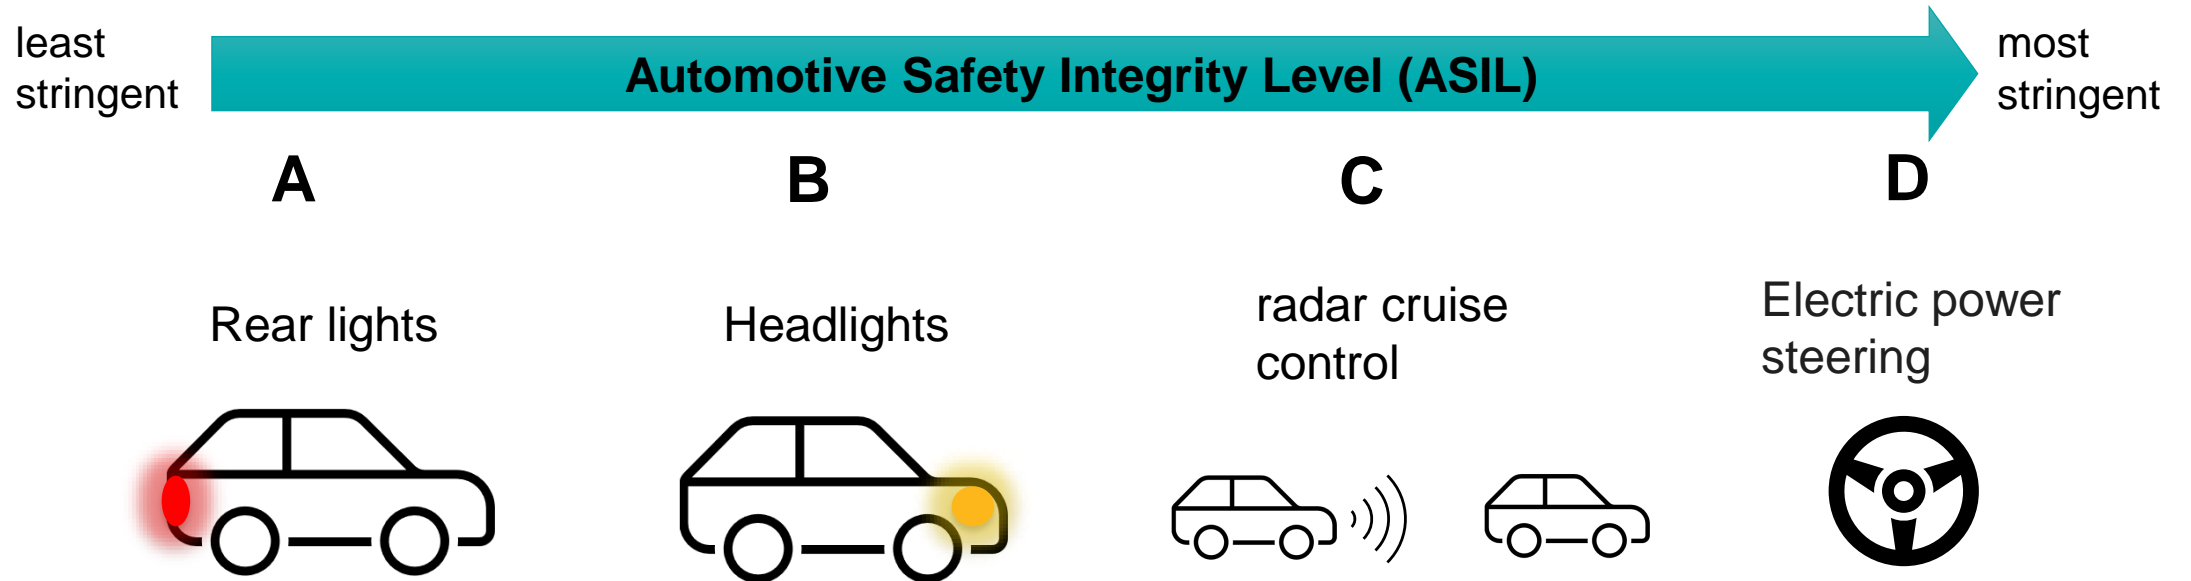 least
stringent
Automotive Safety Integrity Level (ASIL)
most
stringent
A
B
C
D
Rear lights
Headlights
radar cruise
control
Electric power
steering